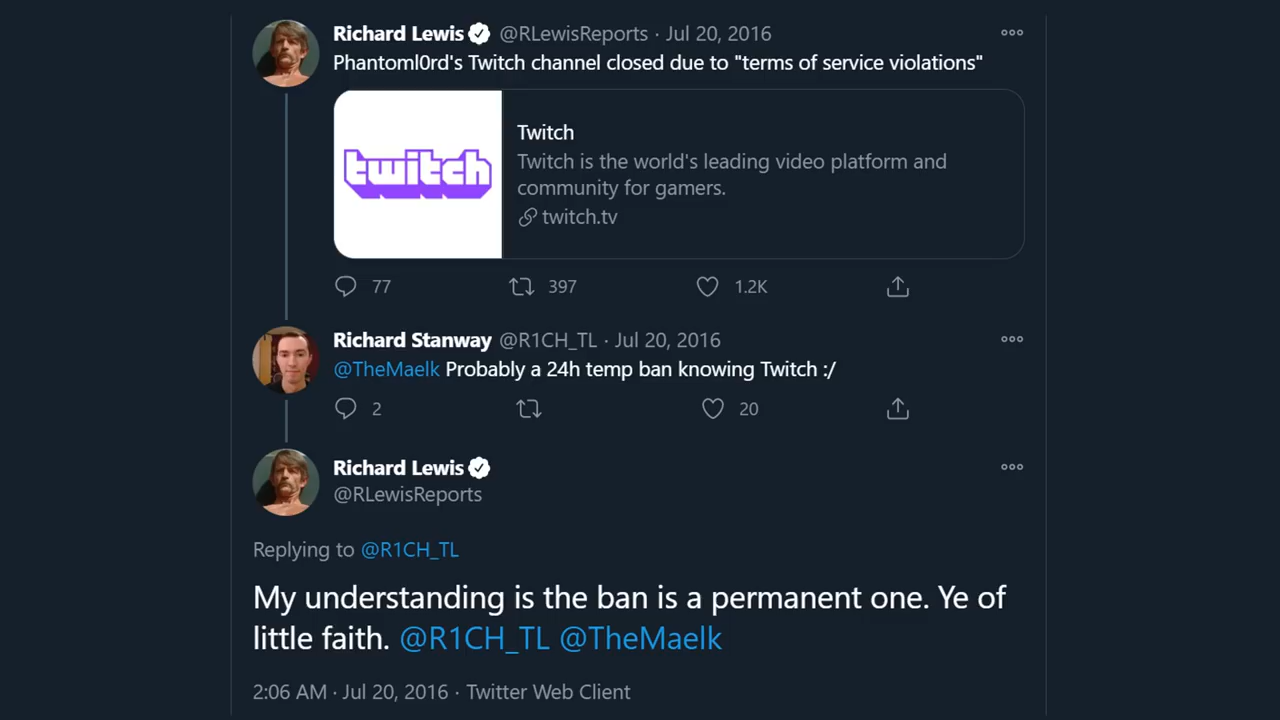 Richard Lewis @RLewisReports · Jul 20, 2016
Phantoml0rd's Twitch channel closed due to "terms of service violations"
twitch
Twitch
Twitch is the world's leading video platform and
community for gamers.
twitch.tv
77 397 1.2K
Richard Stanway @R1CH_TL · Jul 20, 2016
@TheMaelk Probably a 24h temp ban knowing Twitch :/
2 20
Richard Lewis
@RLewisReports
Replying to @R1CH_TL
My understanding is the ban is a permanent one. Ye of
little faith. @R1CH_TL @TheMaelk
2:06 AM · Jul 20, 2016 · Twitter Web Client